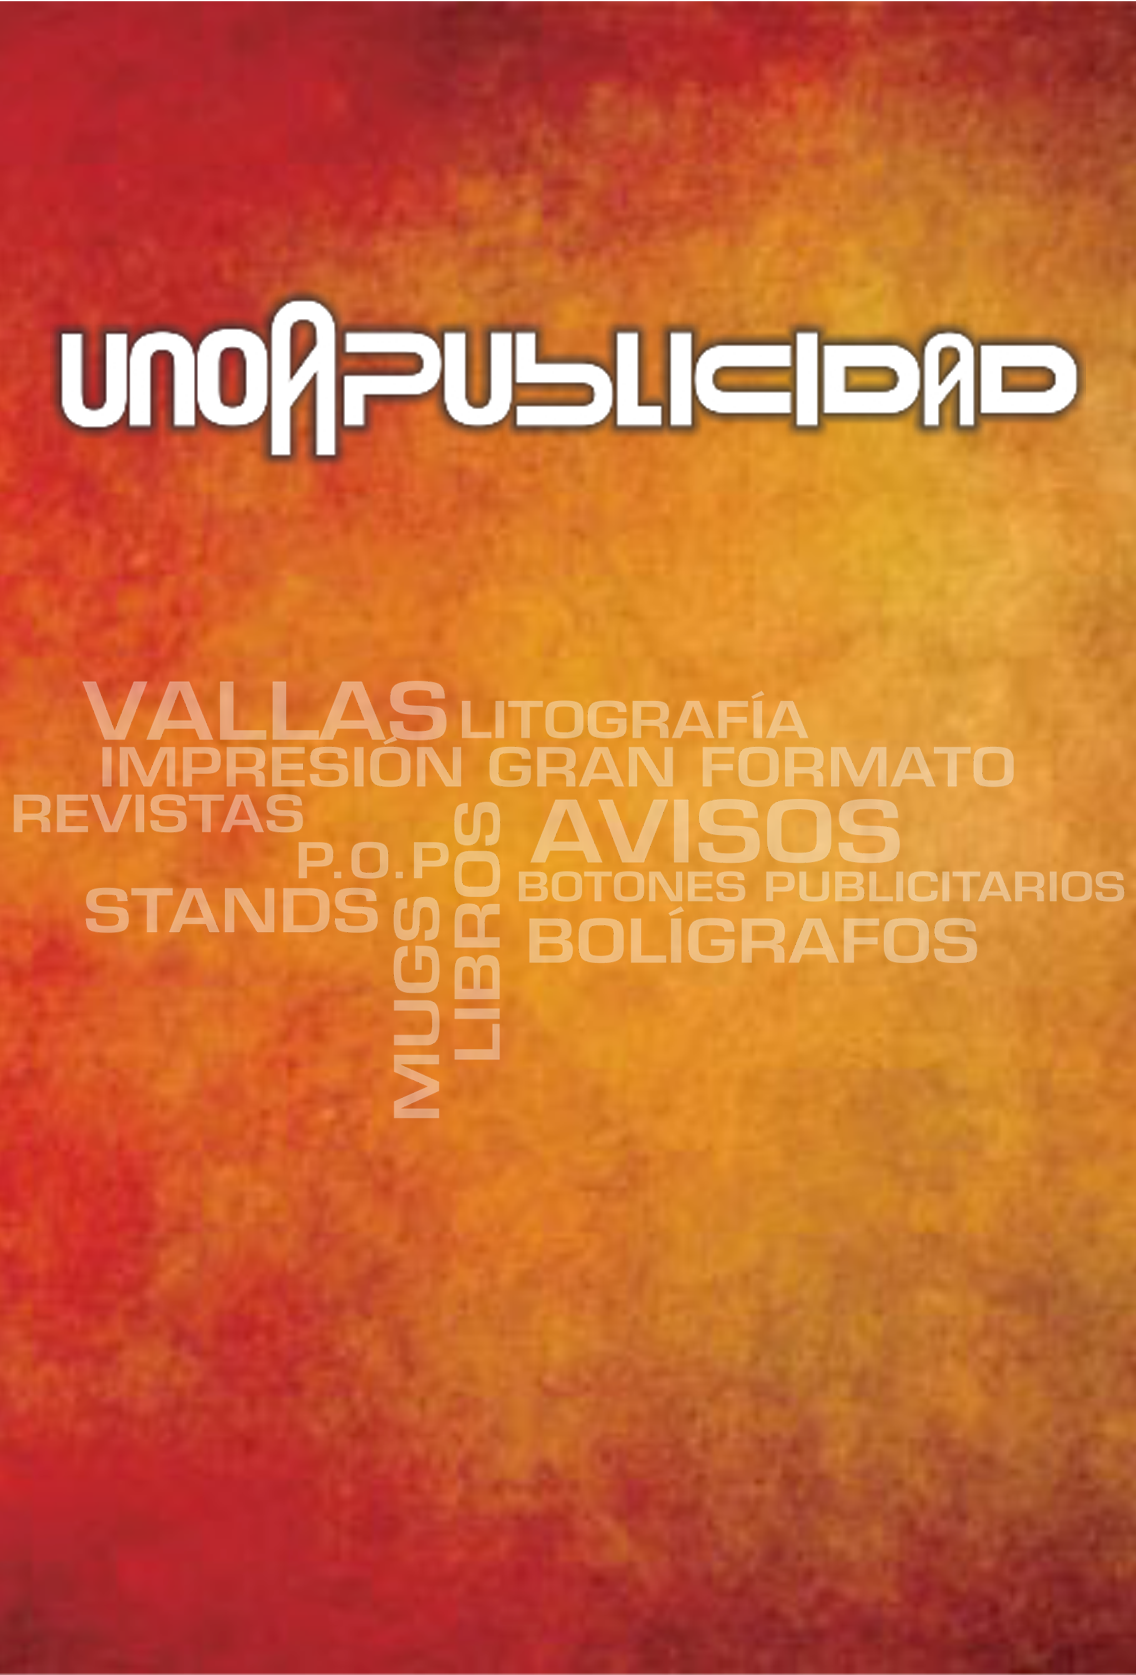 UNOAPUBLICIDAD
VALLAS LITOGRAFÍA
IMPRESIÓN GRAN FORMATO
REVISTAS
AVISOS
P.O.P
BOTONES PUBLICITARIOS
STANDS
BOLÍGRAFOS
MUGS
LIBROS